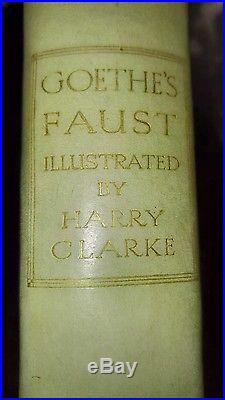 GOETHE'S
FAUST
ILLUSTRATED
BY
HARRY
CLARKE